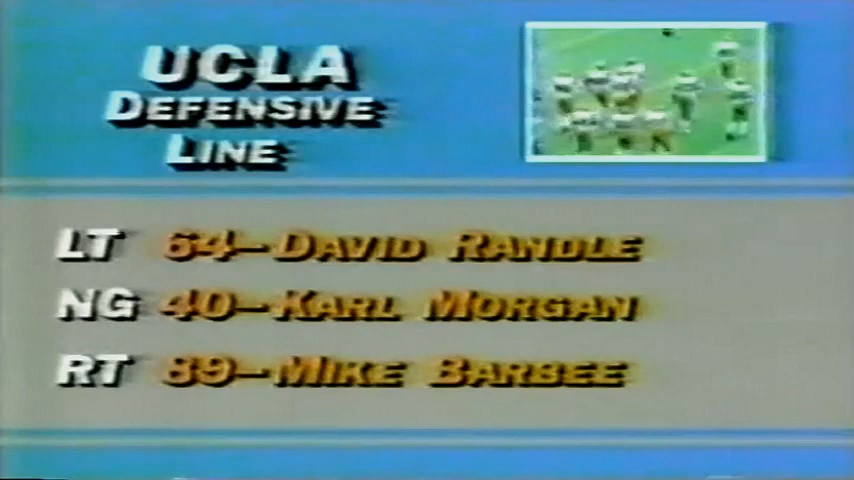 UCLA
DEFENSIVE
LINE
LT 64-DAVID RANDLE
NG 40-KARL MORGAN
RT 89-MIKE BARBEE